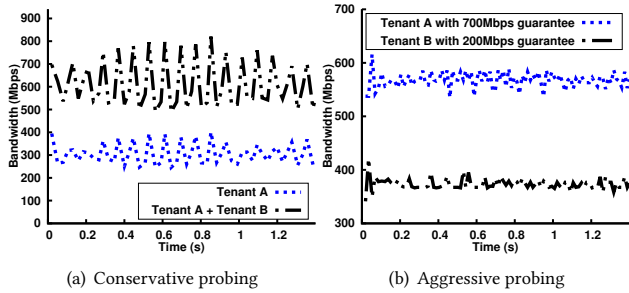 900
800
700
600
500
400
300
200
100
0
Bandwidth (Mbps)
0 0.2 0.4 0.6 0.8 1 1.2
Time (s)
Tenant A
Tenant A + Tenant B
(a) Conservative probing
700
600
500
400
300
Bandwidth (Mbps)
0 0.2 0.4 0.6 0.8 1 1.2
Time (s)
Tenant A with 700Mbps guarantee
Tenant B with 200Mbps guarantee
(b) Aggressive probing